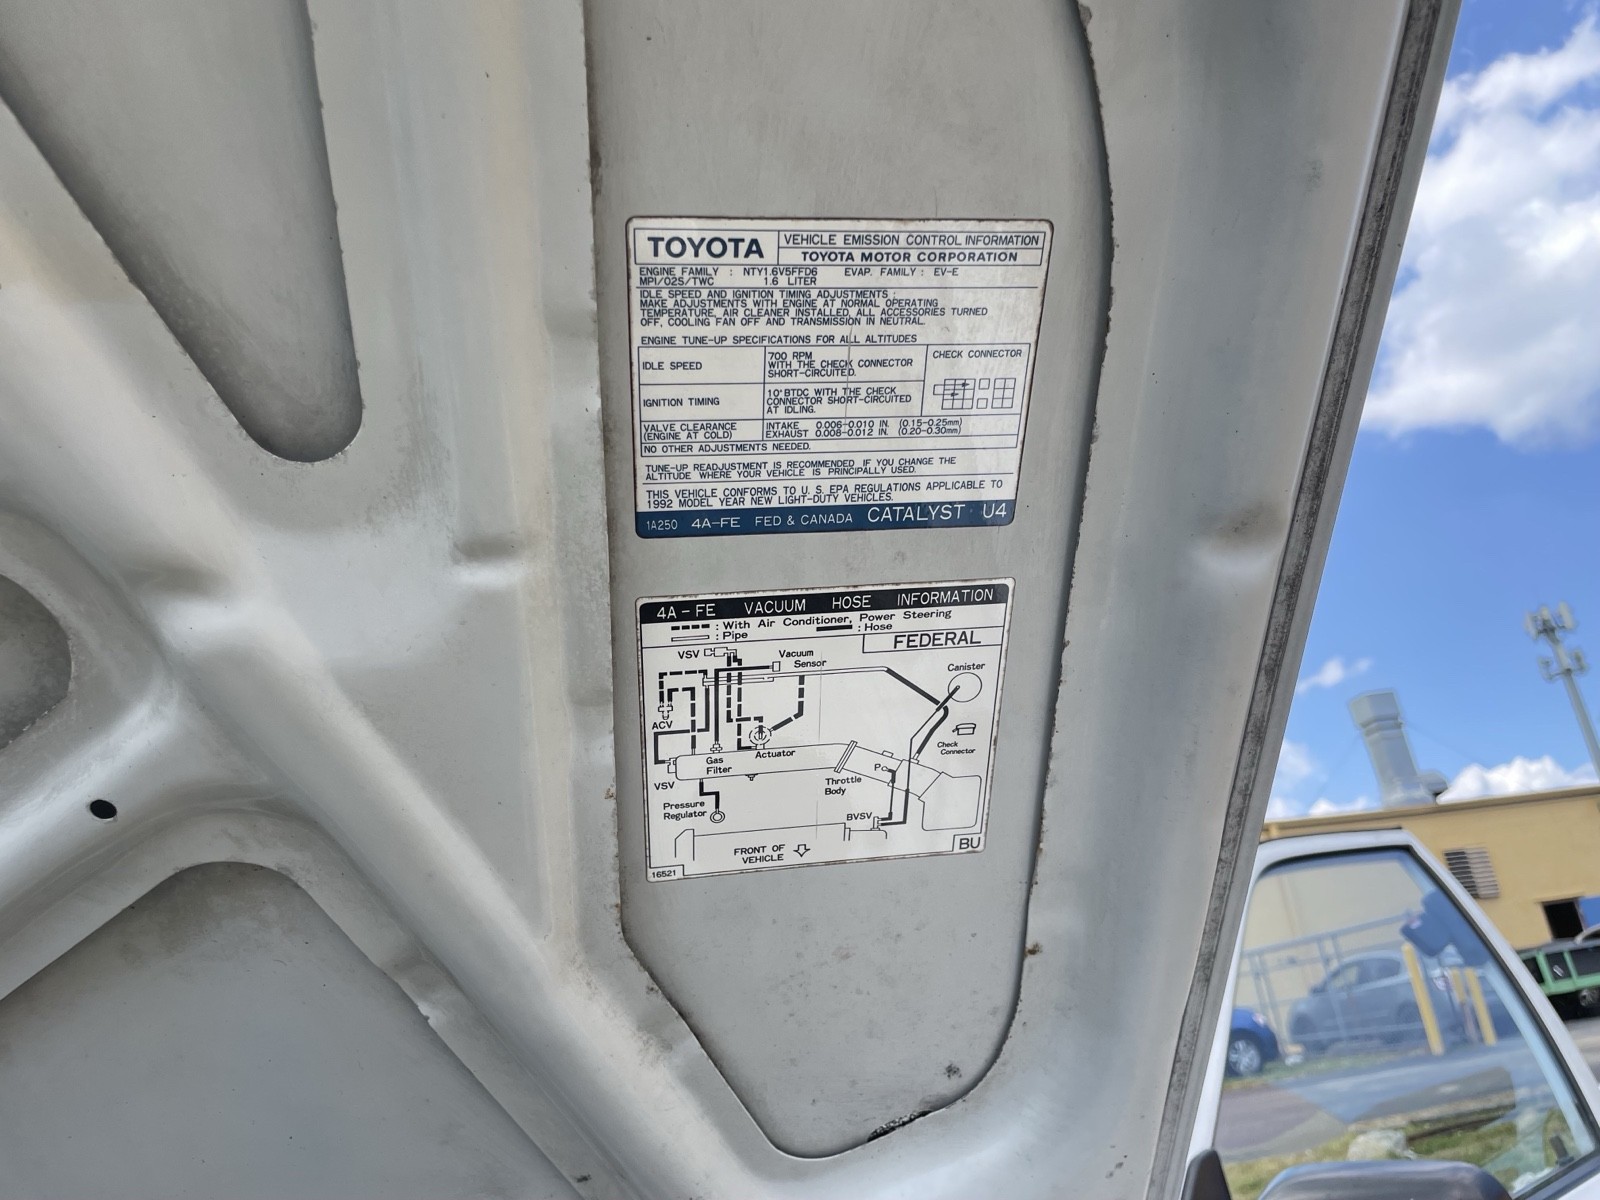 TOYOTA
VEHICLE EMISSION CONTROL INFORMATION
TOYOTA MOTOR CORPORATION
ENGINE FAMILY : NTY1.6V5FFD6 EVAP. FAMILY : EV-E
MPI/O2S/TWC 1.6 LITER
IDLE SPEED AND IGNITION TIMING ADJUSTMENTS :
MAKE ADJUSTMENTS WITH ENGINE AT NORMAL OPERATING
TEMPERATURE, AIR CLEANER INSTALLED, ALL ACCESSORIES TURNED
OFF, COOLING FAN OFF AND TRANSMISSION IN NEUTRAL.
ENGINE TUNE-UP SPECIFICATIONS FOR ALL ALTITUDES
IDLE SPEED
700 RPM
WITH THE CHECK CONNECTOR
SHORT-CIRCUITED.
CHECK CONNECTOR
IGNITION TIMING
10°BTDC WITH THE CHECK
CONNECTOR SHORT-CIRCUITED
AT IDLING.
VALVE CLEARANCE
(ENGINE AT COLD)
INTAKE 0.006-0.010 IN. (0.15-0.25mm)
EXHAUST 0.008-0.012 IN. (0.20-0.30mm)
NO OTHER ADJUSTMENTS NEEDED.
TUNE-UP READJUSTMENT IS RECOMMENDED IF YOU CHANGE THE
ALTITUDE WHERE YOUR VEHICLE IS PRINCIPALLY USED.
THIS VEHICLE CONFORMS TO U. S. EPA REGULATIONS APPLICABLE TO
1992 MODEL YEAR NEW LIGHT-DUTY VEHICLES.
1A250 4A-FE FED & CANADA CATALYST U4
4A-FE VACUUM HOSE INFORMATION
: With Air Conditioner, Power Steering
: Pipe : Hose
FEDERAL
VSV
Vacuum
Sensor
Canister
ACV
Check
Connector
Actuator
Gas
Filter
P
VSV
Throttle
Body
Pressure
Regulator
BVSV
FRONT OF
VEHICLE
BU
16521